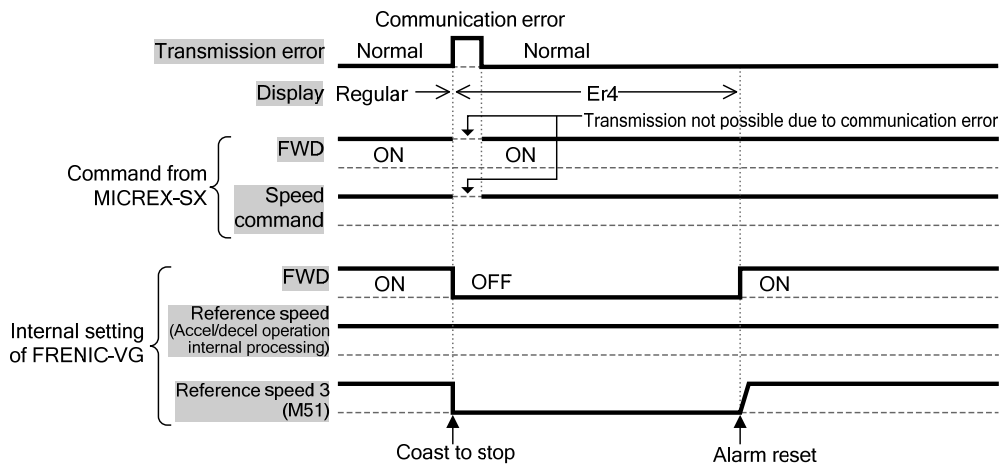 Communication error
Transmission error
Normal
Normal
Display
Regular
Er4
Transmission not possible due to communication error
Command from
MICREX-SX
FWD
ON
ON
Speed
command
Internal setting
of FRENIC-VG
FWD
ON
OFF
ON
Reference speed
(Accel/decel operation
internal processing)
Reference speed 3
(M51)
Coast to stop
Alarm reset